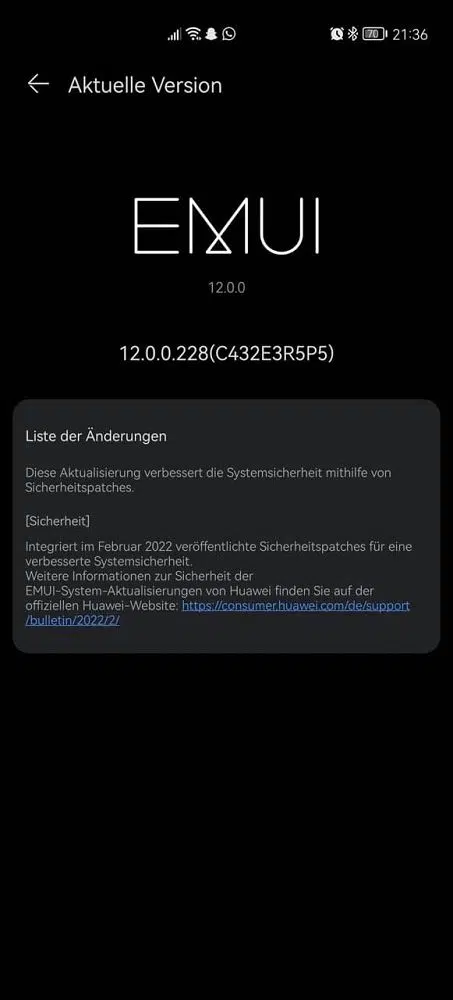 70 21:36
Aktuelle Version
EMUI
12.0.0
12.0.0.228(C432E3R5P5)
Liste der Änderungen
Diese Aktualisierung verbessert die Systemsicherheit mithilfe von
Sicherheitspatches.
[Sicherheit]
Integriert im Februar 2022 veröffentlichte Sicherheitspatches für eine
verbesserte Systemsicherheit.
Weitere Informationen zur Sicherheit der
EMUI-System-Aktualisierungen von Huawei finden Sie auf der
offiziellen Huawei-Website: https://consumer.huawei.com/de/support
/bulletin/2022/2/